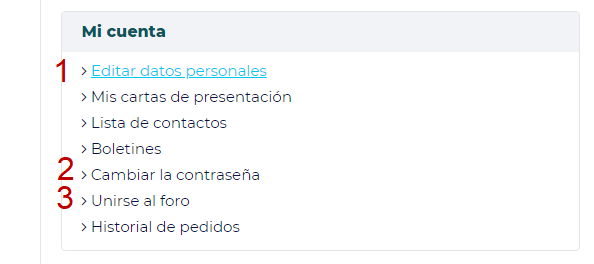 Mi cuenta
1 > Editar datos personales
> Mis cartas de presentación
> Lista de contactos
> Boletines
2 > Cambiar la contraseña
3 > Unirse al foro
> Historial de pedidos